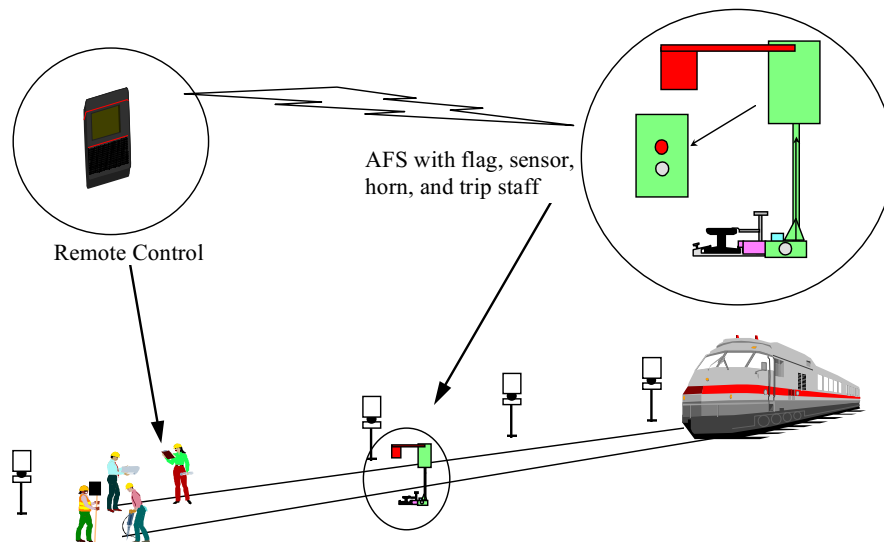 AFS with flag, sensor,
horn, and trip staff
Remote Control